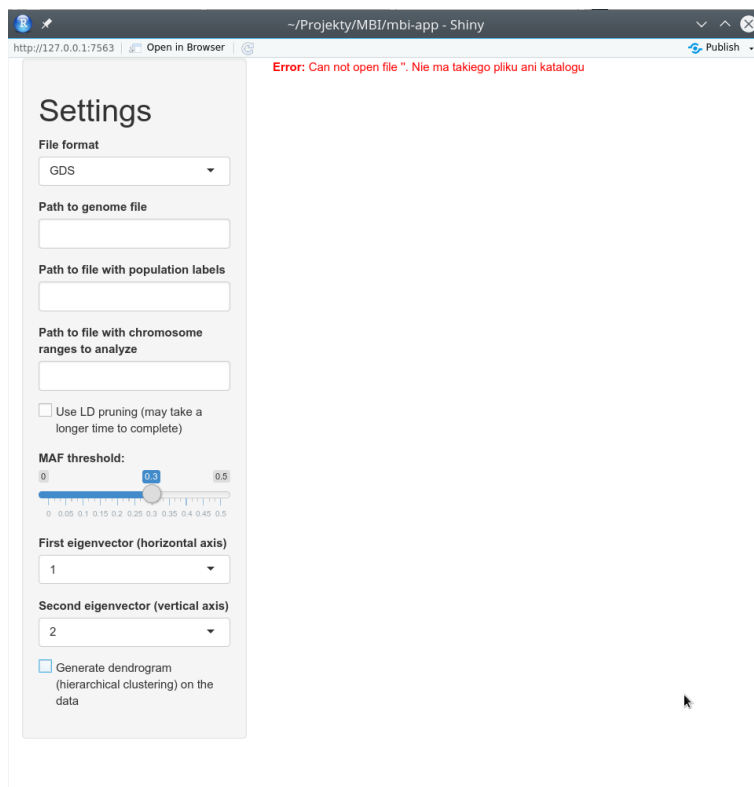 ~/Projekty/MBI/mbi-app - Shiny
http://127.0.0.1:7563 Open in Browser Publish
Error: Can not open file ''. Nie ma takiego pliku ani katalogu
Settings
File format
GDS
Path to genome file
Path to file with population labels
Path to file with chromosome
ranges to analyze
Use LD pruning (may take a
longer time to complete)
MAF threshold:
0 0.3 0.5
0 0.05 0.1 0.15 0.2 0.25 0.3 0.35 0.4 0.45 0.5
First eigenvector (horizontal axis)
1
Second eigenvector (vertical axis)
2
Generate dendrogram
(hierarchical clustering) on the
data